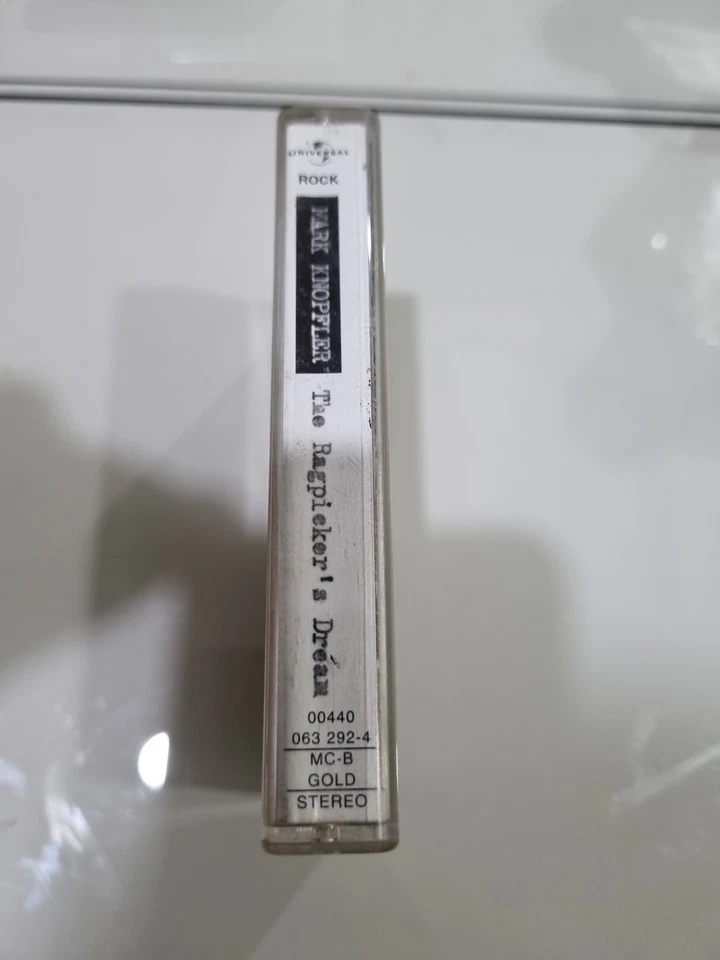 UNIVERSAL
ROCK
MARK KNOPFLER
The Ragpicker's Dream
00440
063 292-4
MC-B
GOLD
STEREO